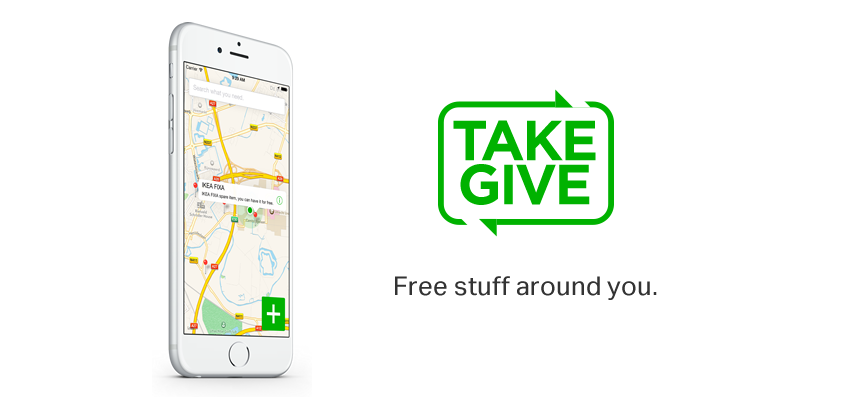 Carrier
9:25 AM
Search what you need.
IKEA FIXA
IKEA FIXA spare item, you can have it for free.
+
TAKE
GIVE
Free stuff around you.